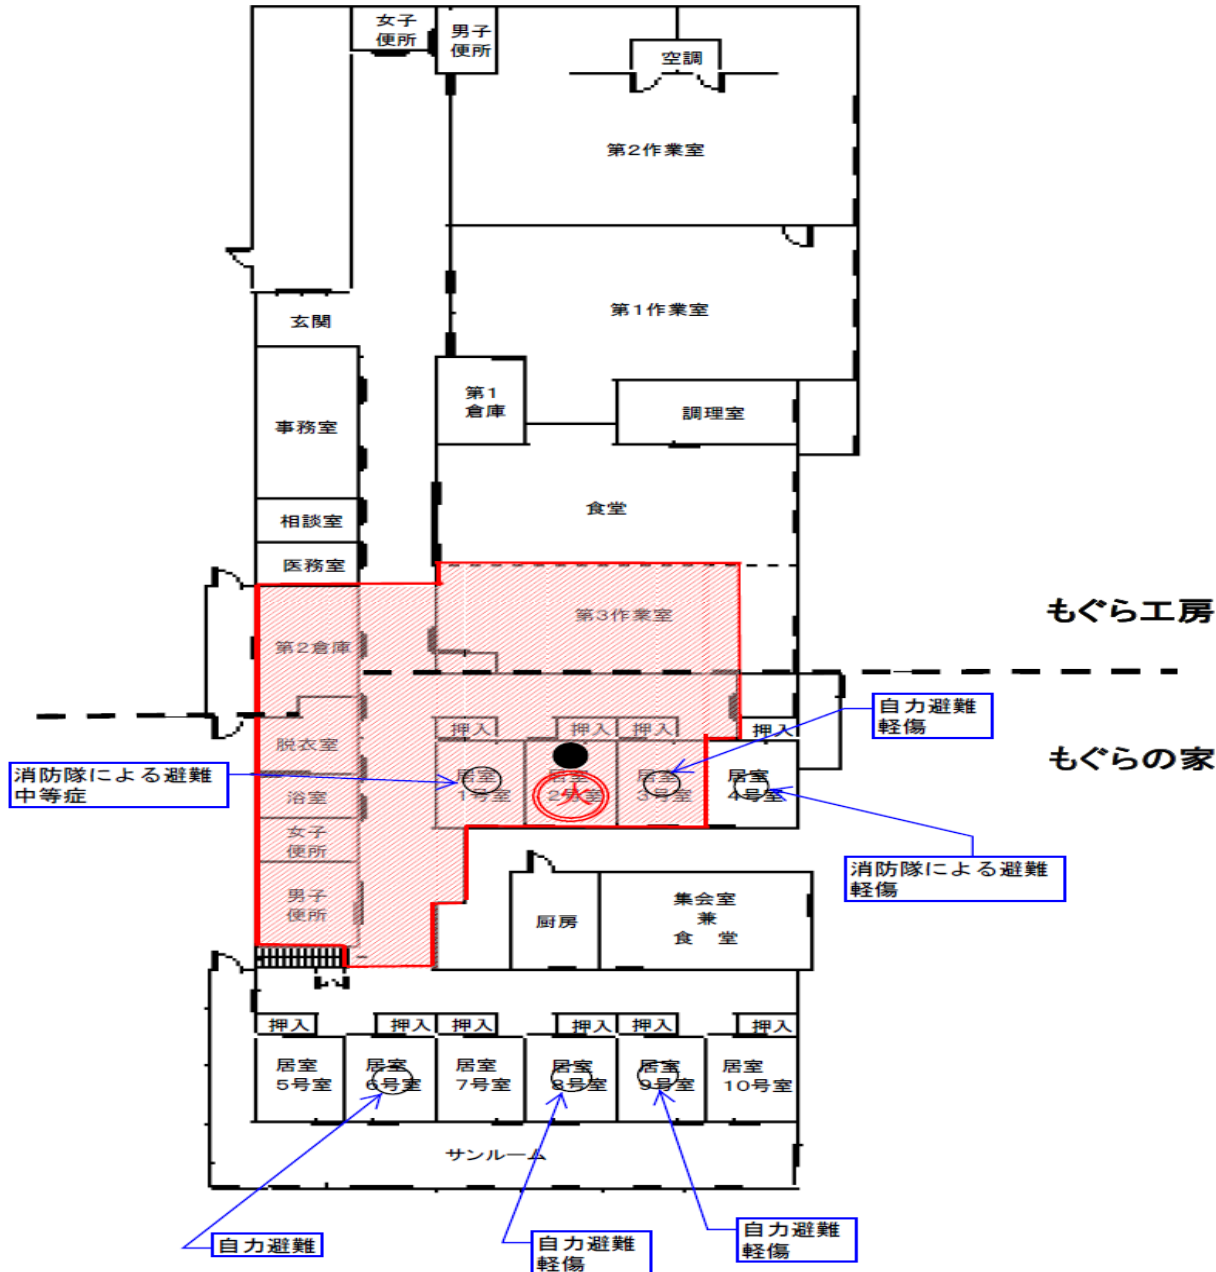 女子
便所
男子
便所
空調
第2作業室
第1作業室
玄関
第1
倉庫
調理室
事務室
食堂
相談室
医務室
第3作業室
もぐら工房
第2倉庫
自力避難
軽傷
押入
押入
押入
押入
脱衣室
もぐらの家
消防隊による避難
中等症
居室
1号室
居室
2号室
火
居室
3号室
居室
4号室
浴室
女子
便所
消防隊による避難
軽傷
男子
便所
厨房
集会室
兼
食 堂
押入
押入
押入
押入
押入
押入
居室
5号室
居室
6号室
居室
7号室
居室
8号室
居室
9号室
居室
10号室
サンルーム
自力避難
自力避難
軽傷
自力避難
軽傷